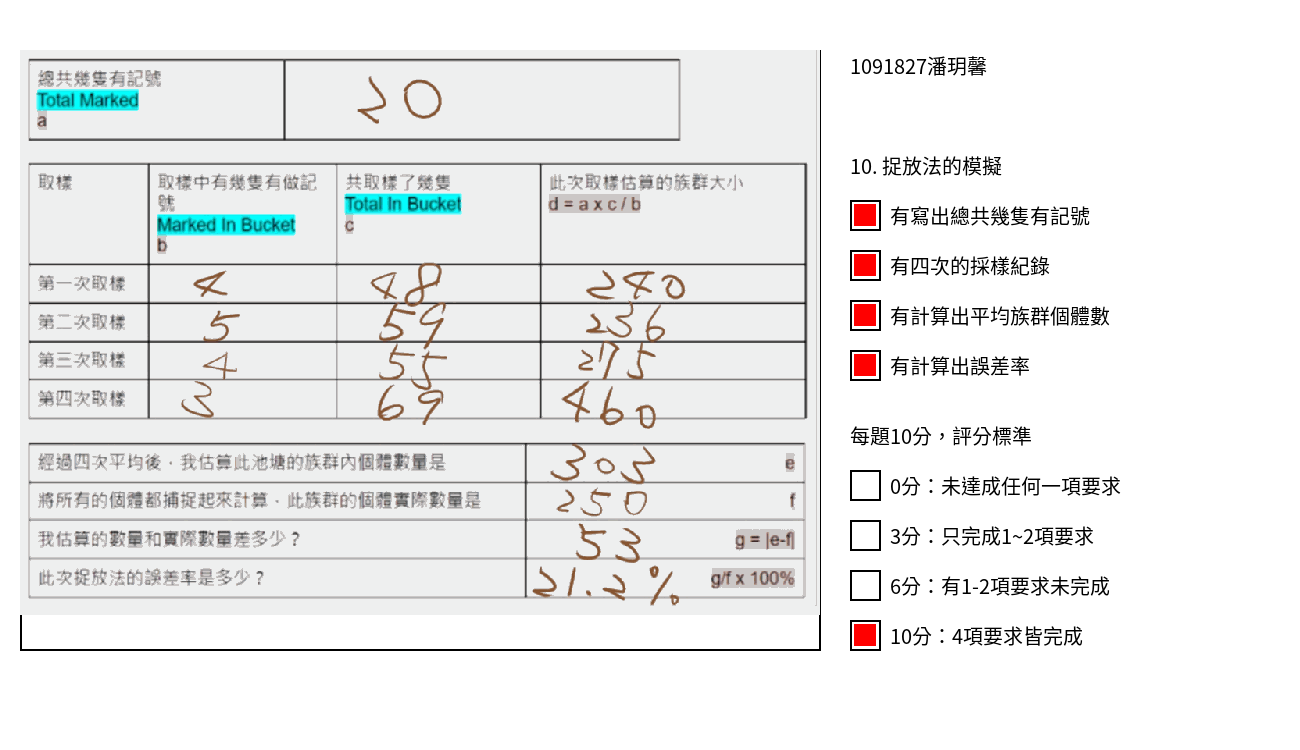 總共幾隻有記號
Total Marked
a
20
取樣
取樣中有幾隻有做記
號
Marked In Bucket
b
共取樣了幾隻
Total In Bucket
c
此次取樣估算的族群大小
d = a x c / b
第一次取樣 4 48 240
第二次取樣 5 59 236
第三次取樣 4 55 275
第四次取樣 3 69 460
經過四次平均後，我估算此池塘的族群內個體數量是 303 e
將所有的個體都捕捉起來計算，此族群的個體實際數量是 250 f
我估算的數量和實際數量差多少？ 53 g = |e-f|
此次捉放法的誤差率是多少？ 21.2% g/f x 100%
1091827潘玥馨
10. 捉放法的模擬
有寫出總共幾隻有記號
有四次的採樣紀錄
有計算出平均族群個體數
有計算出誤差率
每題10分，評分標準
0分：未達成任何一項要求
3分：只完成1~2項要求
6分：有1-2項要求未完成
10分：4項要求皆完成